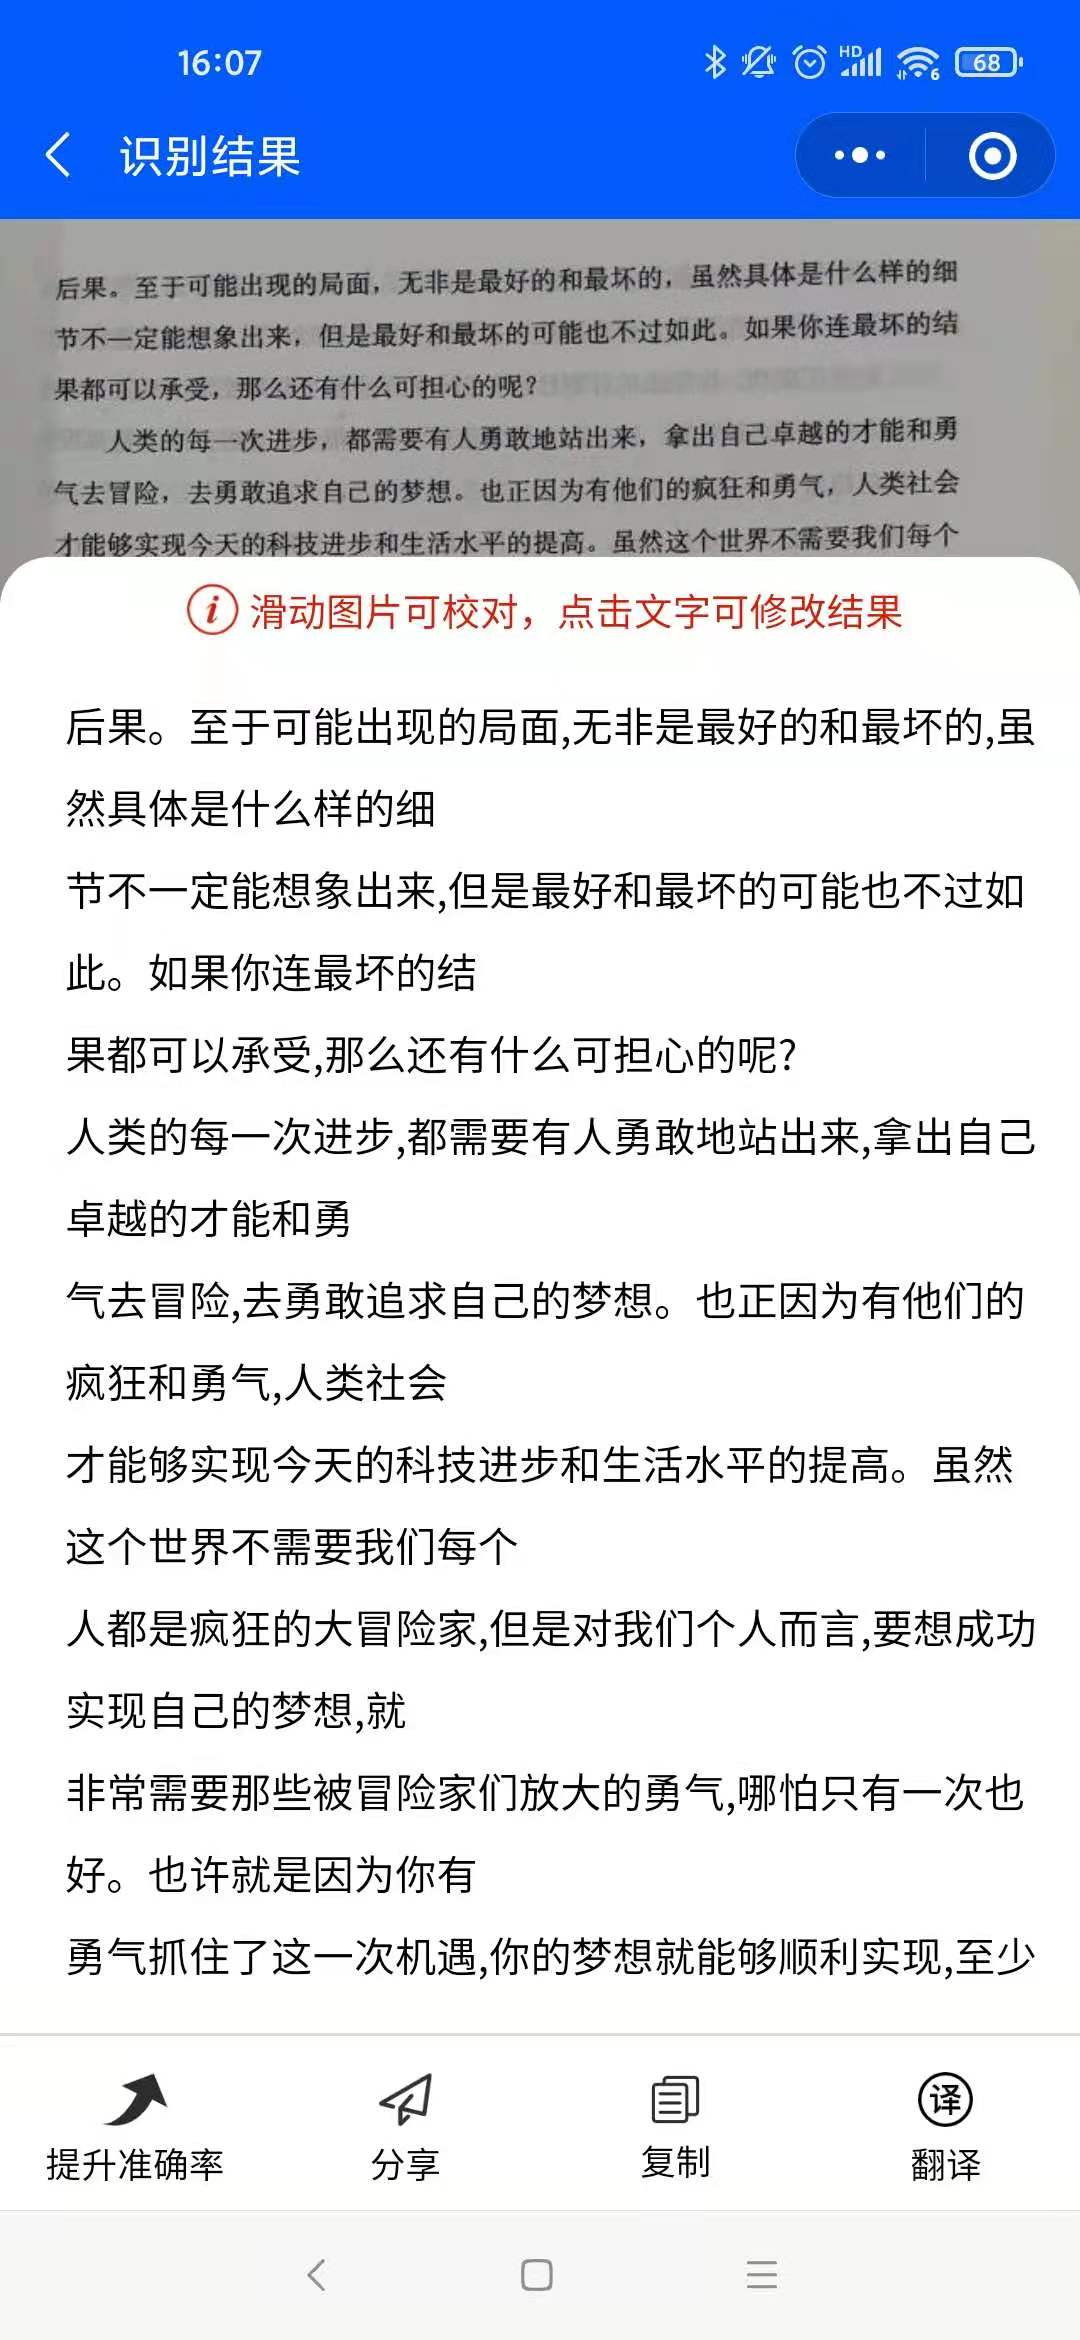 16:07
HD
6
68
识别结果
后果。至于可能出现的局面，无非是最好的和最坏的，虽然具体是什么样的细
节不一定能想象出来，但是最好和最坏的可能也不过如此。如果你连最坏的结
果都可以承受，那么还有什么可担心的呢？
人类的每一次进步，都需要有人勇敢地站出来，拿出自己卓越的才能和勇
气去冒险，去勇敢追求自己的梦想。也正因为有他们的疯狂和勇气，人类社会
才能够实现今天的科技进步和生活水平的提高。虽然这个世界不需要我们每个
滑动图片可校对，点击文字可修改结果
后果。至于可能出现的局面,无非是最好的和最坏的,虽
然具体是什么样的细
节不一定能想象出来,但是最好和最坏的可能也不过如
此。如果你连最坏的结
果都可以承受,那么还有什么可担心的呢?
人类的每一次进步,都需要有人勇敢地站出来,拿出自己
卓越的才能和勇
气去冒险,去勇敢追求自己的梦想。也正因为有他们的
疯狂和勇气,人类社会
才能够实现今天的科技进步和生活水平的提高。虽然
这个世界不需要我们每个
人都是疯狂的大冒险家,但是对我们个人而言,要想成功
实现自己的梦想,就
非常需要那些被冒险家们放大的勇气,哪怕只有一次也
好。也许就是因为你有
勇气抓住了这一次机遇,你的梦想就能够顺利实现,至少
提升准确率
分享
复制
译
翻译